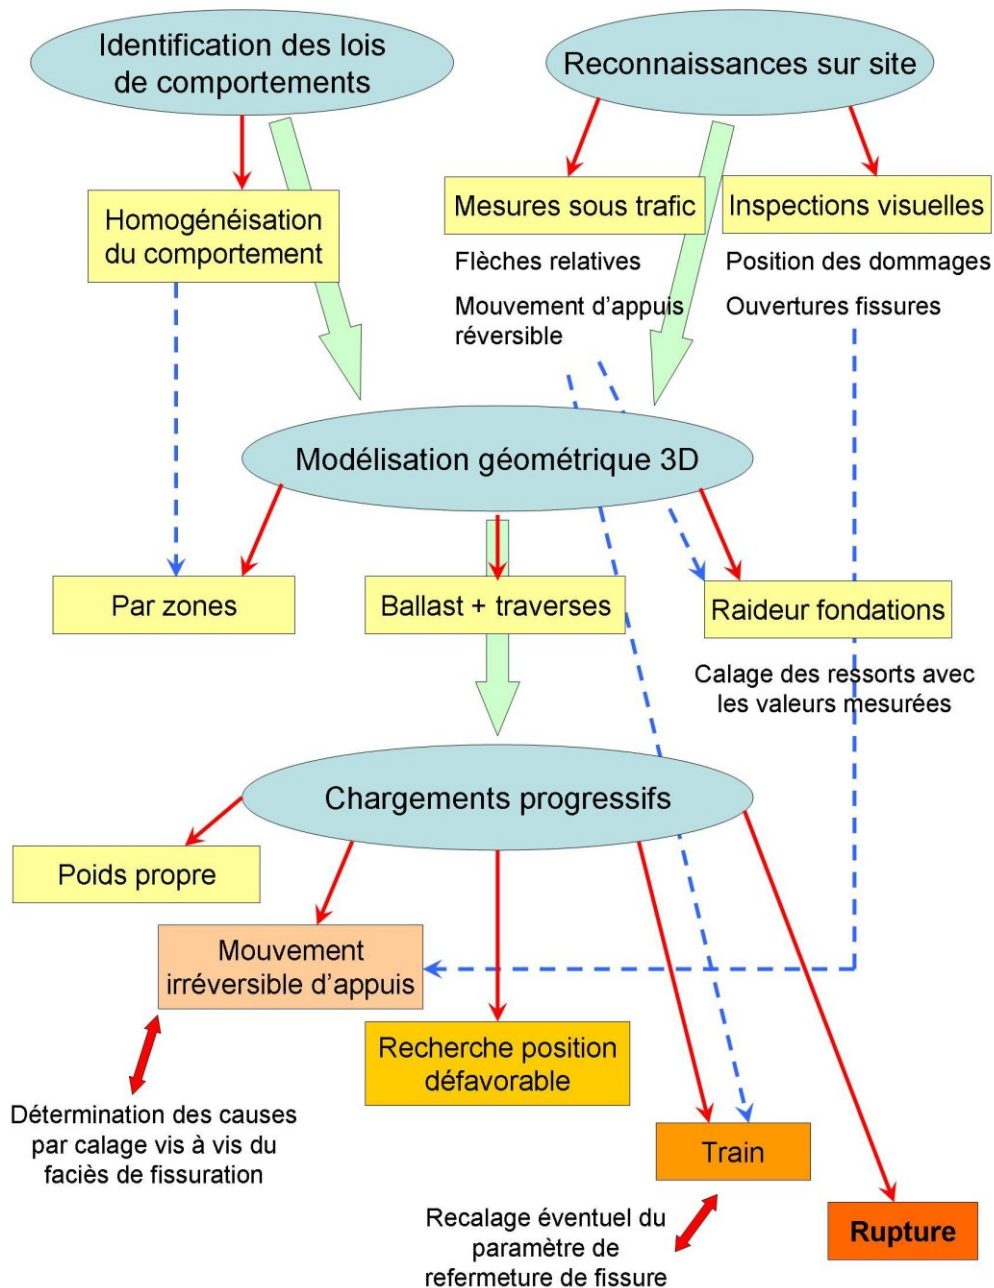 Identification des lois
de comportements
Reconnaissances sur site
Homogénéisation
du comportement
Mesures sous trafic
Inspections visuelles
Flèches relatives
Mouvement d'appuis
réversible
Position des dommages
Ouvertures fissures
Modélisation géométrique 3D
Par zones
Ballast + traverses
Raideur fondations
Calage des ressorts avec
les valeurs mesurées
Chargements progressifs
Poids propre
Mouvement
irréversible d'appuis
Recherche position
défavorable
Détermination des causes
par calage vis à vis du
faciès de fissuration
Train
Recalage éventuel du
paramètre de
refermeture de fissure
Rupture